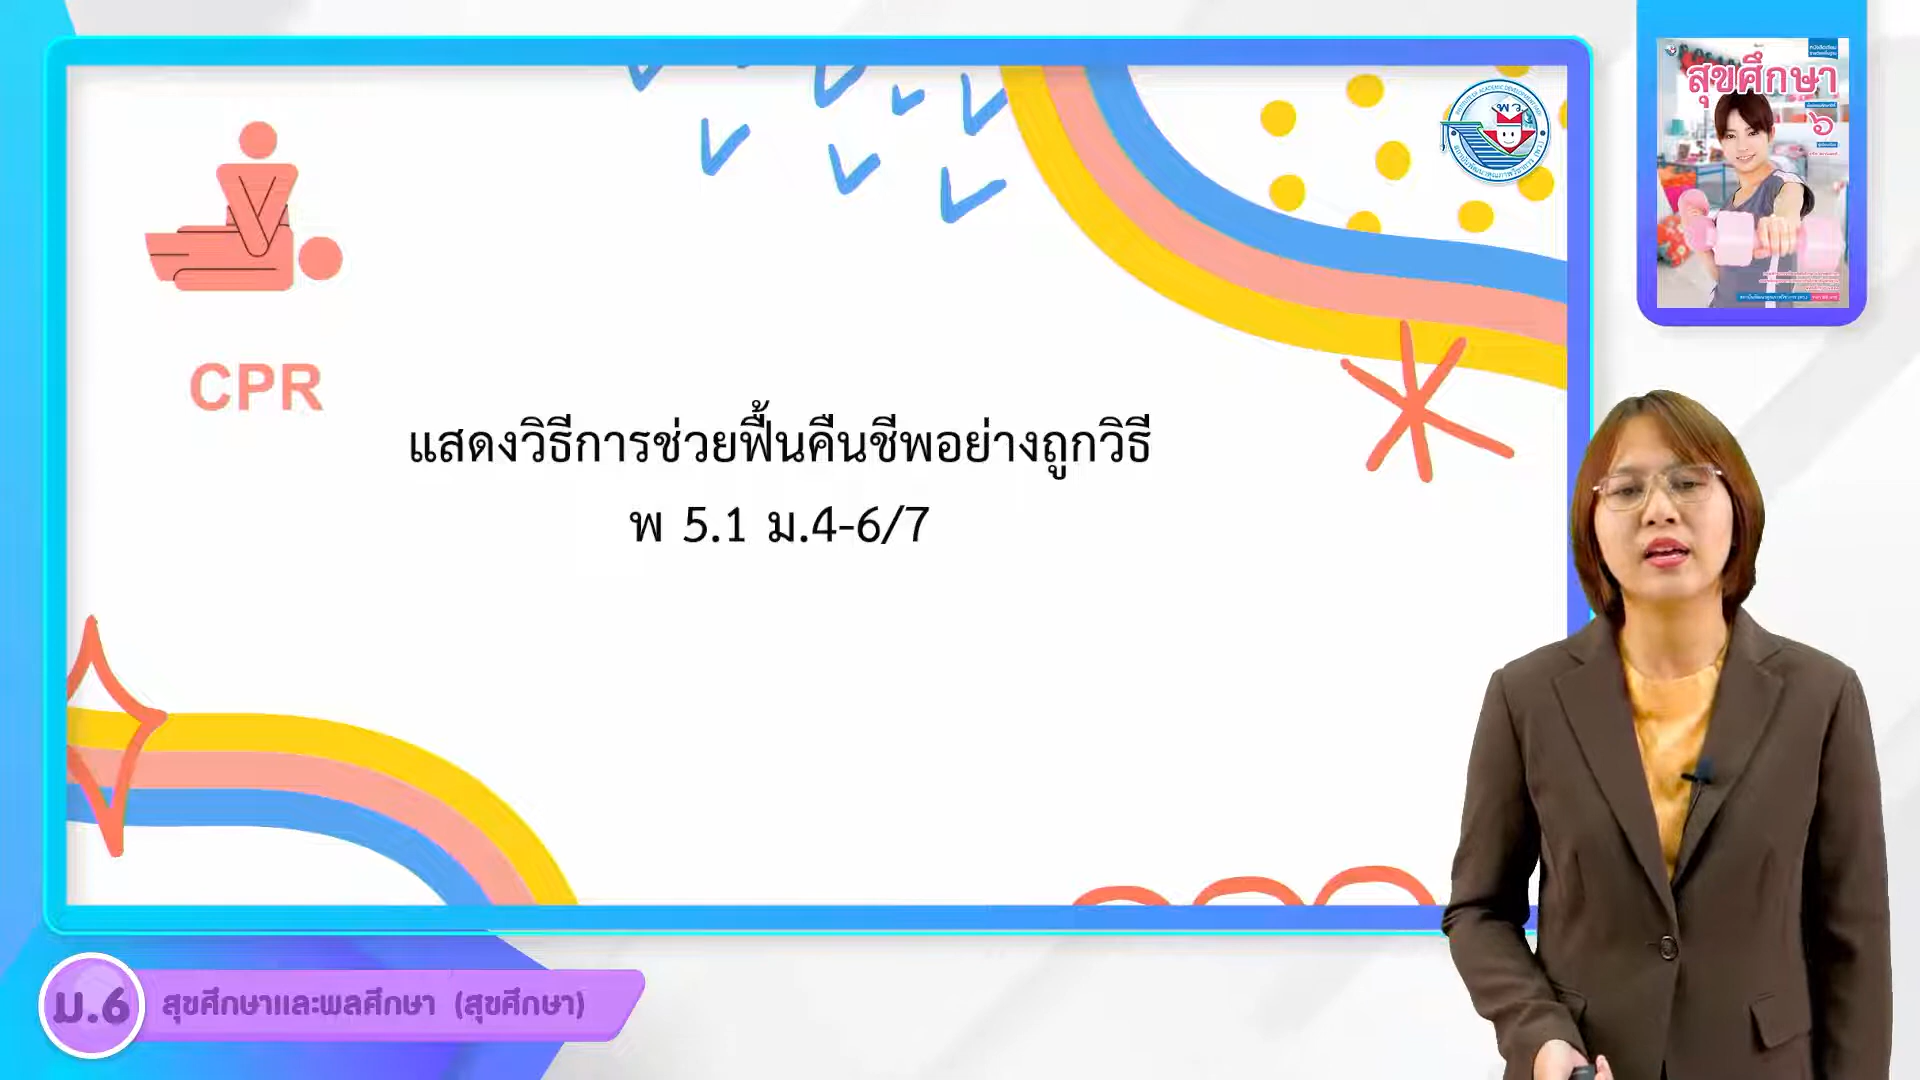 CPR
แสดงวิธีการช่วยฟื้นคืนชีพอย่างถูกวิธี
พ 5.1 ม.4-6/7
พว
สุขศึกษา
๖
ม.6
สุขศึกษาและพลศึกษา (สุขศึกษา)